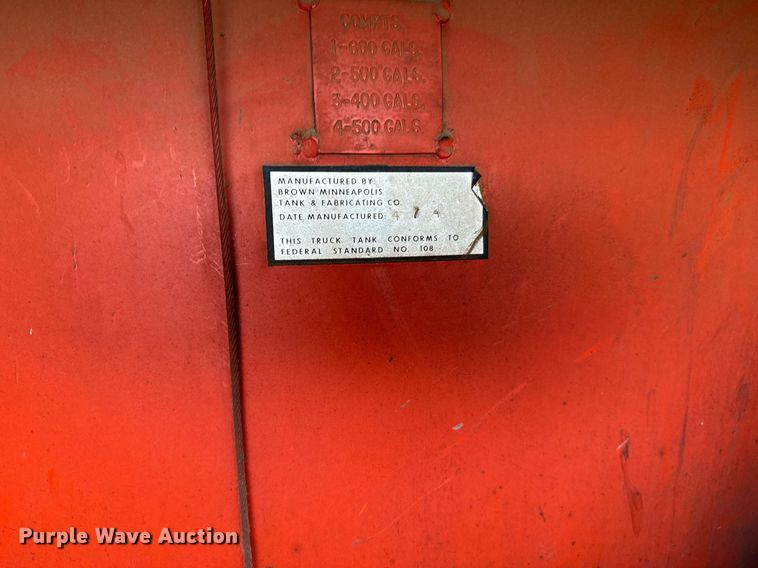 COMPTS.
1-600 GALS.
2-500 GALS.
3-400 GALS.
4-500 GALS.
MANUFACTURED BY:
BROWN MINNEAPOLIS
TANK & FABRICATING CO.
DATE MANUFACTURED: 4 7 4
THIS TRUCK TANK CONFORMS TO
FEDERAL STANDARD NO. 108
Purple Wave Auction